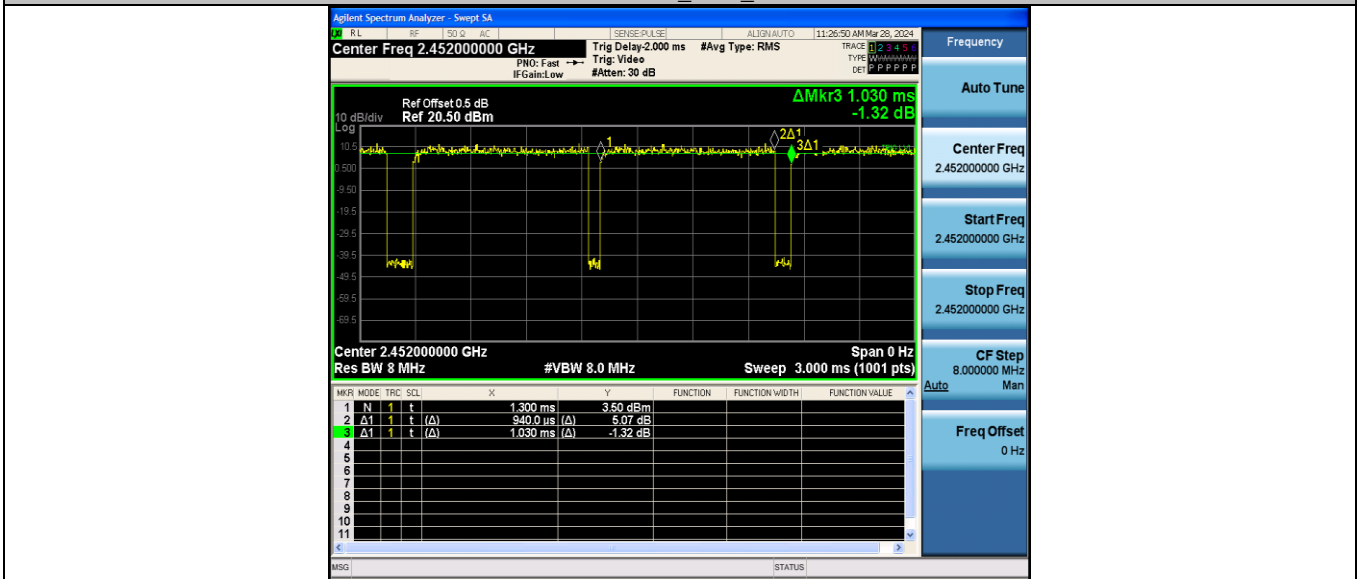 Agilent Spectrum Analyzer - Swept SA
RL RF 50 Ω AC SENSE:PULSE ALIGNAUTO 11:26:50 AM Mar 28, 2024
Center Freq 2.452000000 GHz
PNO: Fast
IFGain:Low
Trig Delay-2.000 ms
Trig: Video
#Atten: 30 dB
#Avg Type: RMS
TRACE 1 2 3 4 5 6
TYPE
DET P P P P P P
Frequency
Auto Tune
ΔMkr3 1.030 ms
-1.32 dB
Ref Offset 0.5 dB
10 dB/div Ref 20.50 dBm
Log
10.5
0.500
-9.50
-19.5
-29.5
-39.5
-49.5
-59.5
-69.5
1
2Δ1
3Δ1
Center Freq
2.452000000 GHz
Start Freq
2.452000000 GHz
Stop Freq
2.452000000 GHz
CF Step
8.000000 MHz
Auto Man
Freq Offset
0 Hz
Center 2.452000000 GHz Span 0 Hz
Res BW 8 MHz #VBW 8.0 MHz Sweep 3.000 ms (1001 pts)
MKR MODE TRC SCL X Y FUNCTION FUNCTION WIDTH FUNCTION VALUE
1 N 1 t 1.300 ms 3.50 dBm
2 Δ1 1 t (Δ) 940.0 µs (Δ) 5.07 dB
3 Δ1 1 t (Δ) 1.030 ms (Δ) -1.32 dB
4
5
6
7
8
9
10
11
MSG STATUS